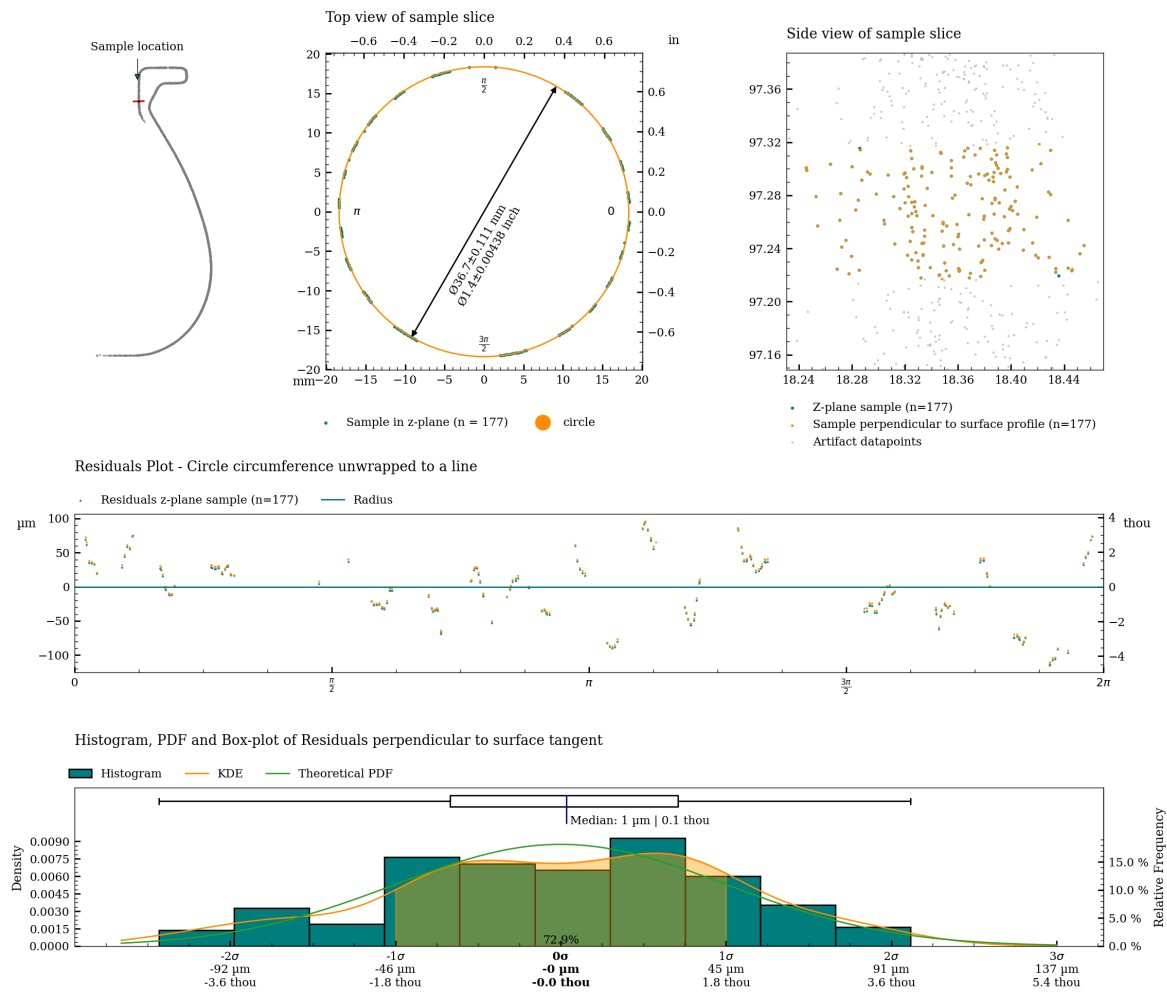 Top view of sample slice
Sample location
−0.6 −0.4 −0.2 0.0 0.2 0.4 0.6 in
Side view of sample slice
20
15
10
5
0
−5
−10
−15
−20
0.6
0.4
0.2
0.0
−0.2
−0.4
−0.6
π/2
π
0
3π/2
Ø36.7±0.111 mm
Ø1.4±0.00438 inch
mm −20 −15 −10 −5 0 5 10 15 20
97.36
97.32
97.28
97.24
97.20
97.16
18.24 18.28 18.32 18.36 18.40 18.44
Sample in z-plane (n = 177) circle
Z-plane sample (n=177)
Sample perpendicular to surface profile (n=177)
Artifact datapoints
Residuals Plot - Circle circumference unwrapped to a line
Residuals z-plane sample (n=177) Radius
µm
100
50
0
−50
−100
thou
4
2
0
−2
−4
0 π/2 π 3π/2 2π
Histogram, PDF and Box-plot of Residuals perpendicular to surface tangent
Histogram KDE Theoretical PDF
Median: 1 µm | 0.1 thou
Density
0.0090
0.0075
0.0060
0.0045
0.0030
0.0015
0.0000
Relative Frequency
15.0 %
10.0 %
5.0 %
0.0 %
72.9%
-2σ -1σ 0σ 1σ 2σ 3σ
-92 µm -46 µm -0 µm 45 µm 91 µm 137 µm
-3.6 thou -1.8 thou -0.0 thou 1.8 thou 3.6 thou 5.4 thou